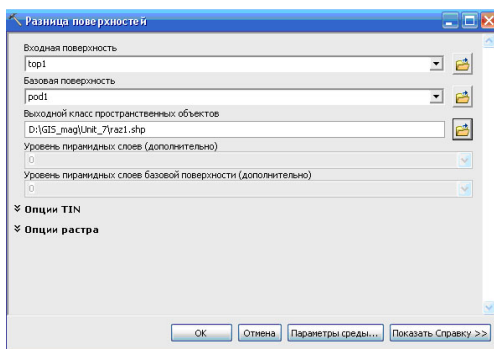 Разница поверхностей
Входная поверхность
top1
Базовая поверхность
pod1
Выходной класс пространственных объектов
D:\GIS_mag\Unit_7\raz1.shp
Уровень пирамидных слоев (дополнительно)
0
Уровень пирамидных слоев базовой поверхности (дополнительно)
0
Опции TIN
Опции растра
ОК Отмена Параметры среды... Показать Справку >>